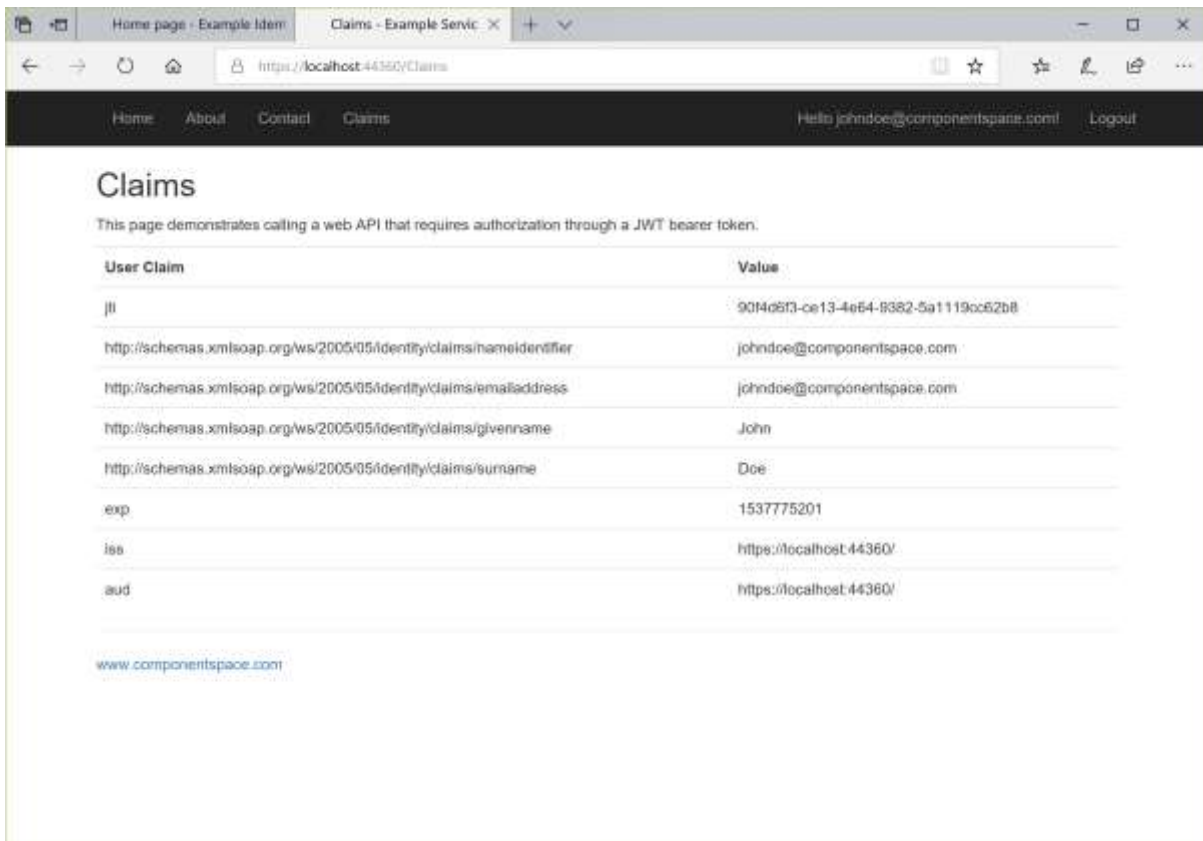 Home page - Example Iden
Claims - Example Servic
https://localhost:44360/Claims
Home About Contact Claims Hello johndoe@componentspace.com! Logout
Claims
This page demonstrates calling a web API that requires authorization through a JWT bearer token.
User Claim Value
jti 90f4d6f3-ce13-4e64-9382-5a1119cc62b8
http://schemas.xmlsoap.org/ws/2005/05/identity/claims/nameidentifier johndoe@componentspace.com
http://schemas.xmlsoap.org/ws/2005/05/identity/claims/emailaddress johndoe@componentspace.com
http://schemas.xmlsoap.org/ws/2005/05/identity/claims/givenname John
http://schemas.xmlsoap.org/ws/2005/05/identity/claims/surname Doe
exp 1537775201
iss https://localhost:44360/
aud https://localhost:44360/
www.componentspace.com